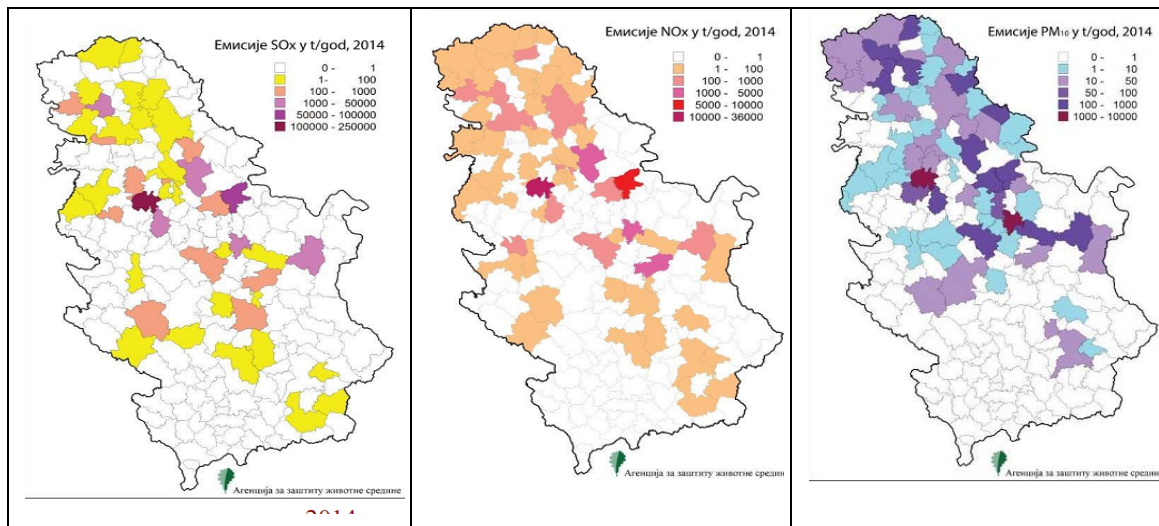 Емисије SOx у t/god, 2014
0 - 1
1- 100
100 - 1000
1000 - 50000
50000 - 100000
100000 - 250000
Агенција за заштиту животне средине
2014
Емисије NOx у t/god, 2014
0 - 1
1 - 100
100 - 1000
1000 - 5000
5000 - 10000
10000 - 36000
Агенција за заштиту животне средине
Емисије PM₁₀ у t/god, 2014
0 - 1
1 - 10
10 - 50
50 - 100
100 - 1000
1000 - 10000
Агенција за заштиту животне средине